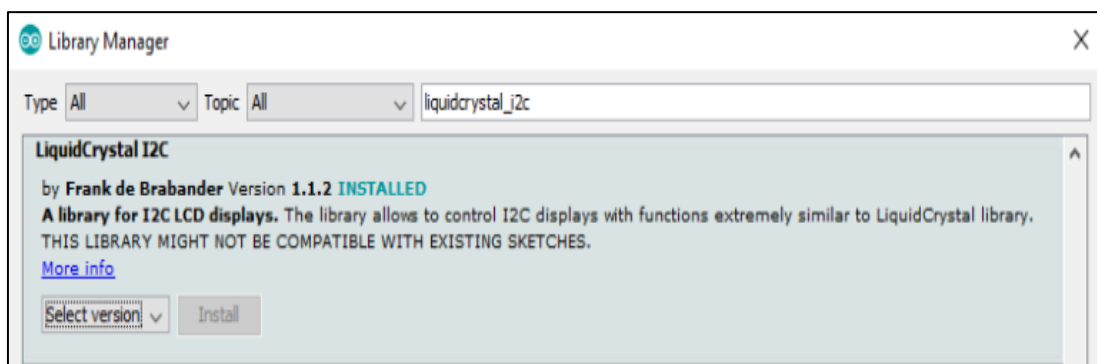 Library Manager
Type All Topic All liquidcrystal_i2c
LiquidCrystal I2C
by Frank de Brabander Version 1.1.2 INSTALLED
A library for I2C LCD displays. The library allows to control I2C displays with functions extremely similar to LiquidCrystal library.
THIS LIBRARY MIGHT NOT BE COMPATIBLE WITH EXISTING SKETCHES.
More info
Select version Install